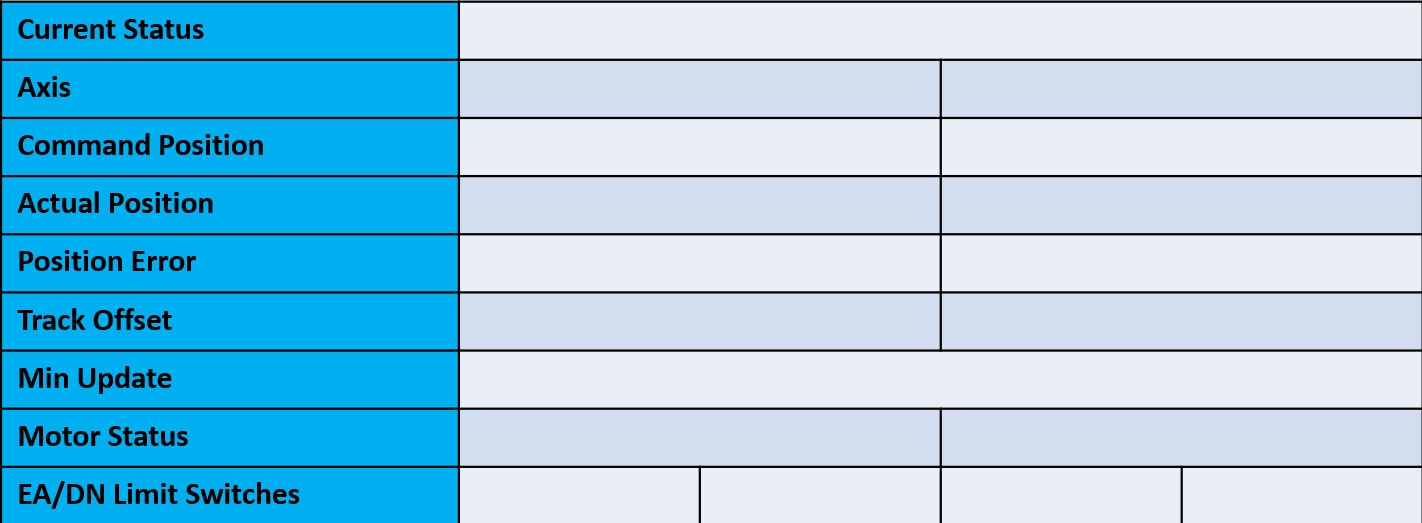 Current Status
Axis
Command Position
Actual Position
Position Error
Track Offset
Min Update
Motor Status
EA/DN Limit Switches